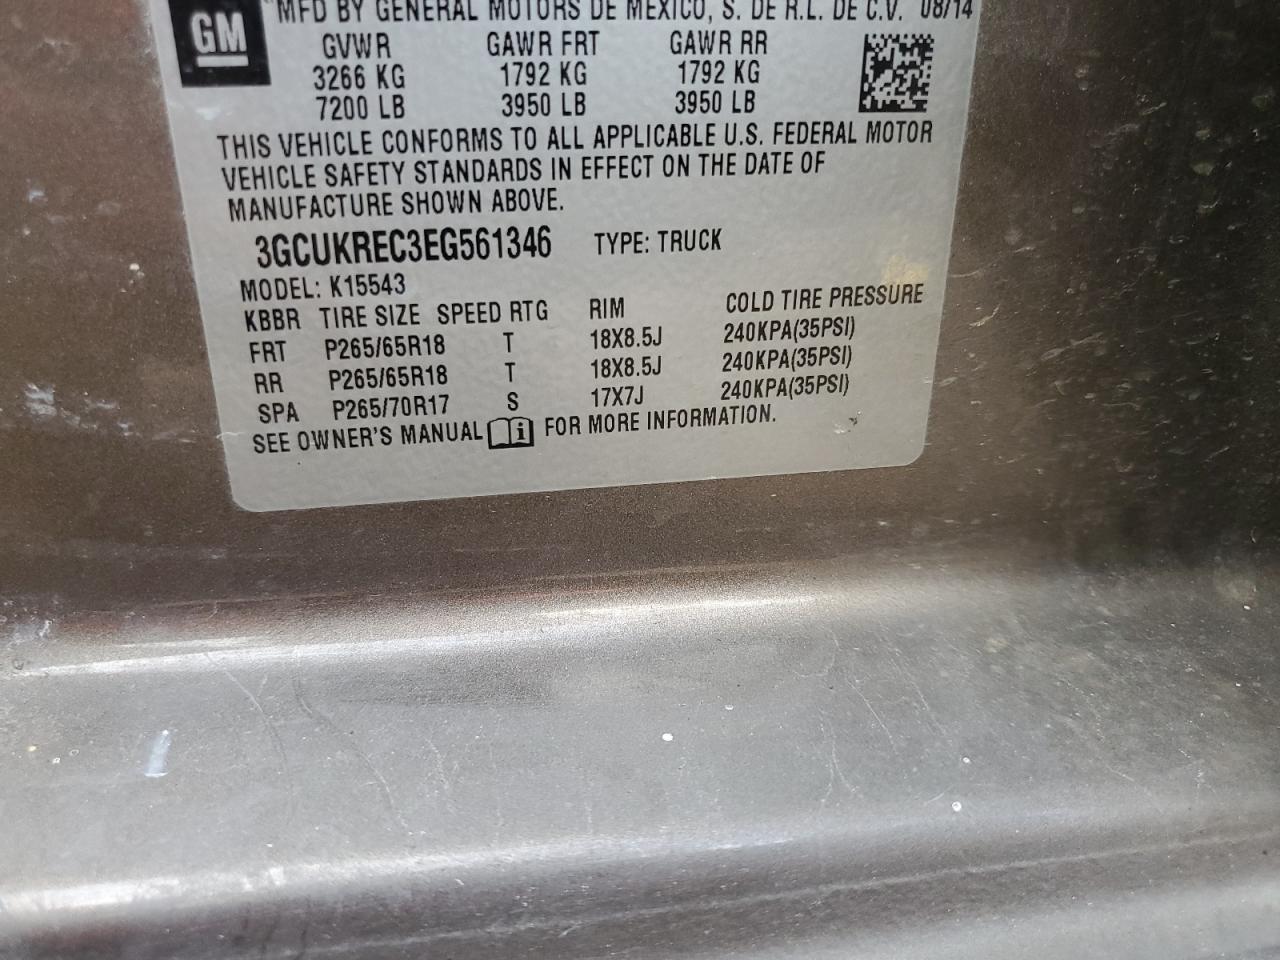 GM
MFD BY GENERAL MOTORS DE MEXICO, S. DE R.L. DE C.V. 08/14
GVWR GAWR FRT GAWR RR
3266 KG 1792 KG 1792 KG
7200 LB 3950 LB 3950 LB
THIS VEHICLE CONFORMS TO ALL APPLICABLE U.S. FEDERAL MOTOR
VEHICLE SAFETY STANDARDS IN EFFECT ON THE DATE OF
MANUFACTURE SHOWN ABOVE.
3GCUKREC3EG561346 TYPE: TRUCK
MODEL: K15543
KBBR TIRE SIZE SPEED RTG RIM COLD TIRE PRESSURE
FRT P265/65R18 T 18X8.5J 240KPA(35PSI)
RR P265/65R18 T 18X8.5J 240KPA(35PSI)
SPA P265/70R17 S 17X7J 240KPA(35PSI)
SEE OWNER'S MANUAL i FOR MORE INFORMATION.